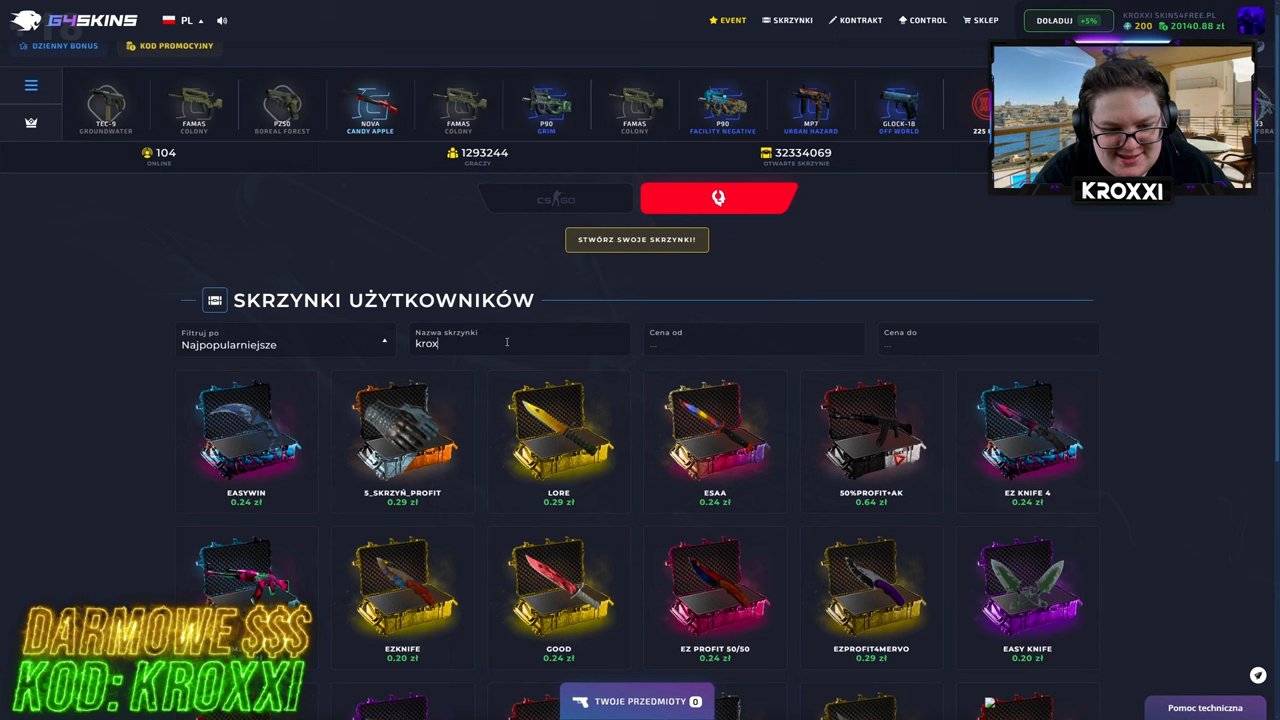 G4SKINS
PL
EVENT
SKRZYNKI
KONTRAKT
CONTROL
SKLEP
DOŁADUJ +5%
KROXXI SKINS4FREE.PL
200 20140.88 zł
DZIENNY BONUS
KOD PROMOCYJNY
TEC-9
GROUNDWATER
FAMAS
COLONY
P250
BOREAL FOREST
NOVA
CANDY APPLE
FAMAS
COLONY
P90
GRIM
FAMAS
COLONY
P90
FACILITY NEGATIVE
MP7
URBAN HAZARD
GLOCK-18
OFF WORLD
104
ONLINE
1293244
GRACZY
32334069
OTWARTE SKRZYNIE
KROXXI
CS GO
STWÓRZ SWOJE SKRZYNKI!
SKRZYNKI UŻYTKOWNIKÓW
Filtruj po
Najpopularniejsze
Nazwa skrzynki
krox
Cena od
...
Cena do
...
EASYWIN
0.24 zł
5_SKRZYŃ_PROFIT
0.29 zł
LORE
0.29 zł
ESAA
0.24 zł
50%PROFIT+AK
0.64 zł
EZ KNIFE 4
0.24 zł
EZKNIFE
0.20 zł
GOOD
0.24 zł
EZ PROFIT 50/50
0.24 zł
EZPROFIT4MERVO
0.29 zł
EASY KNIFE
0.20 zł
DARMOWE $$$
KOD: KROXXI
TWOJE PRZEDMIOTY 0
Pomoc techniczna